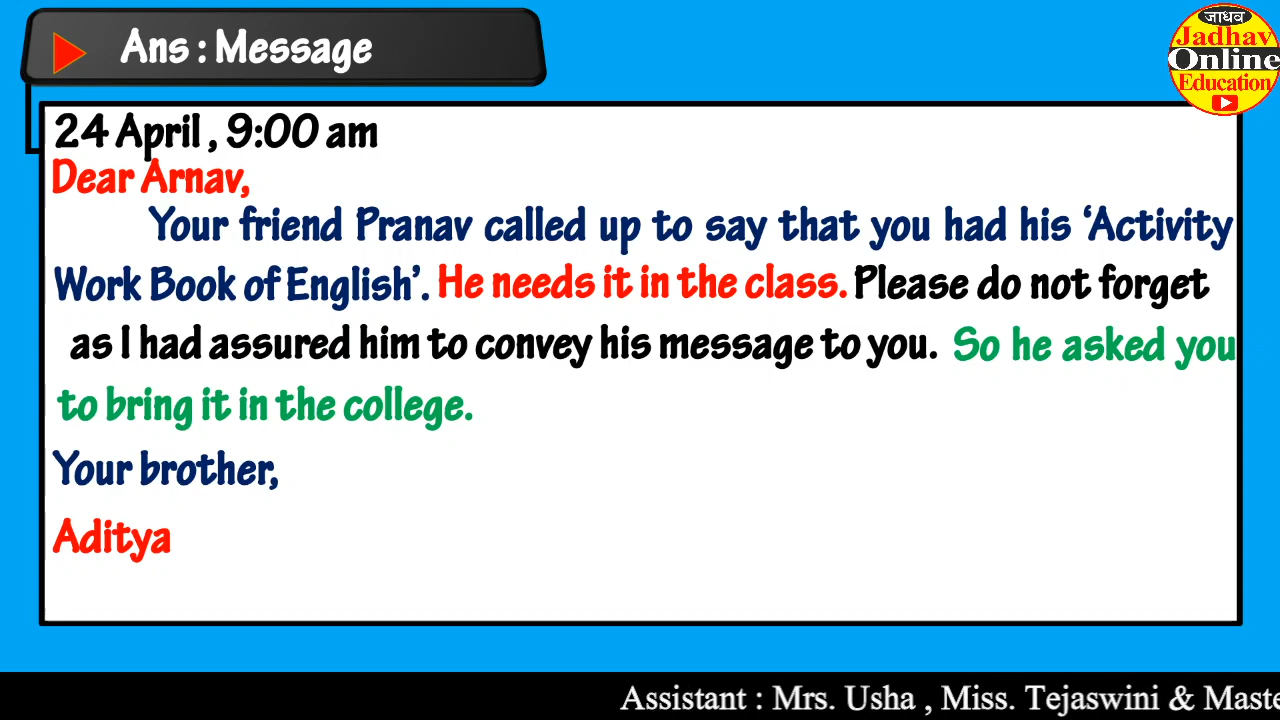 Ans : Message
जाधव
Jadhav
Online
Education
24 April , 9:00 am
Dear Arnav,
Your friend Pranav called up to say that you had his ‘Activity
Work Book of English’. He needs it in the class. Please do not forget
as I had assured him to convey his message to you. So he asked you
to bring it in the college.
Your brother,
Aditya
Assistant : Mrs. Usha , Miss. Tejaswini & Maste